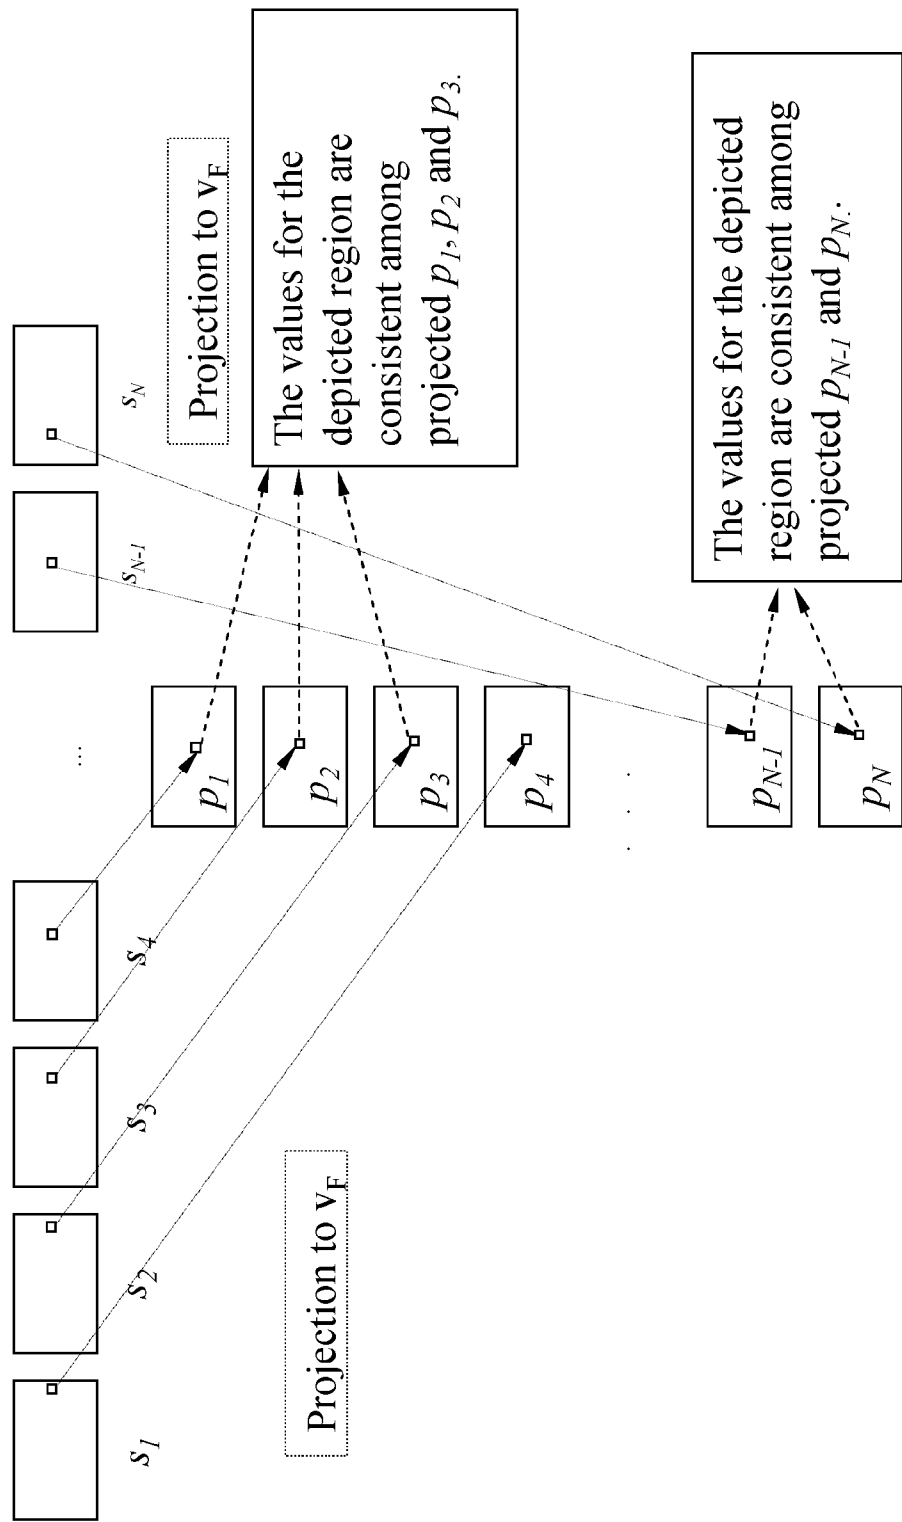 s1 s2 s3 s4 ... sN-1 sN
Projection to vF
p1
The values for the
depicted region are
consistent among
projected p1, p2 and p3.
p2
Projection to vF
p3
p4
. .
pN-1
The values for the depicted
region are consistent among
projected pN-1 and pN.
pN